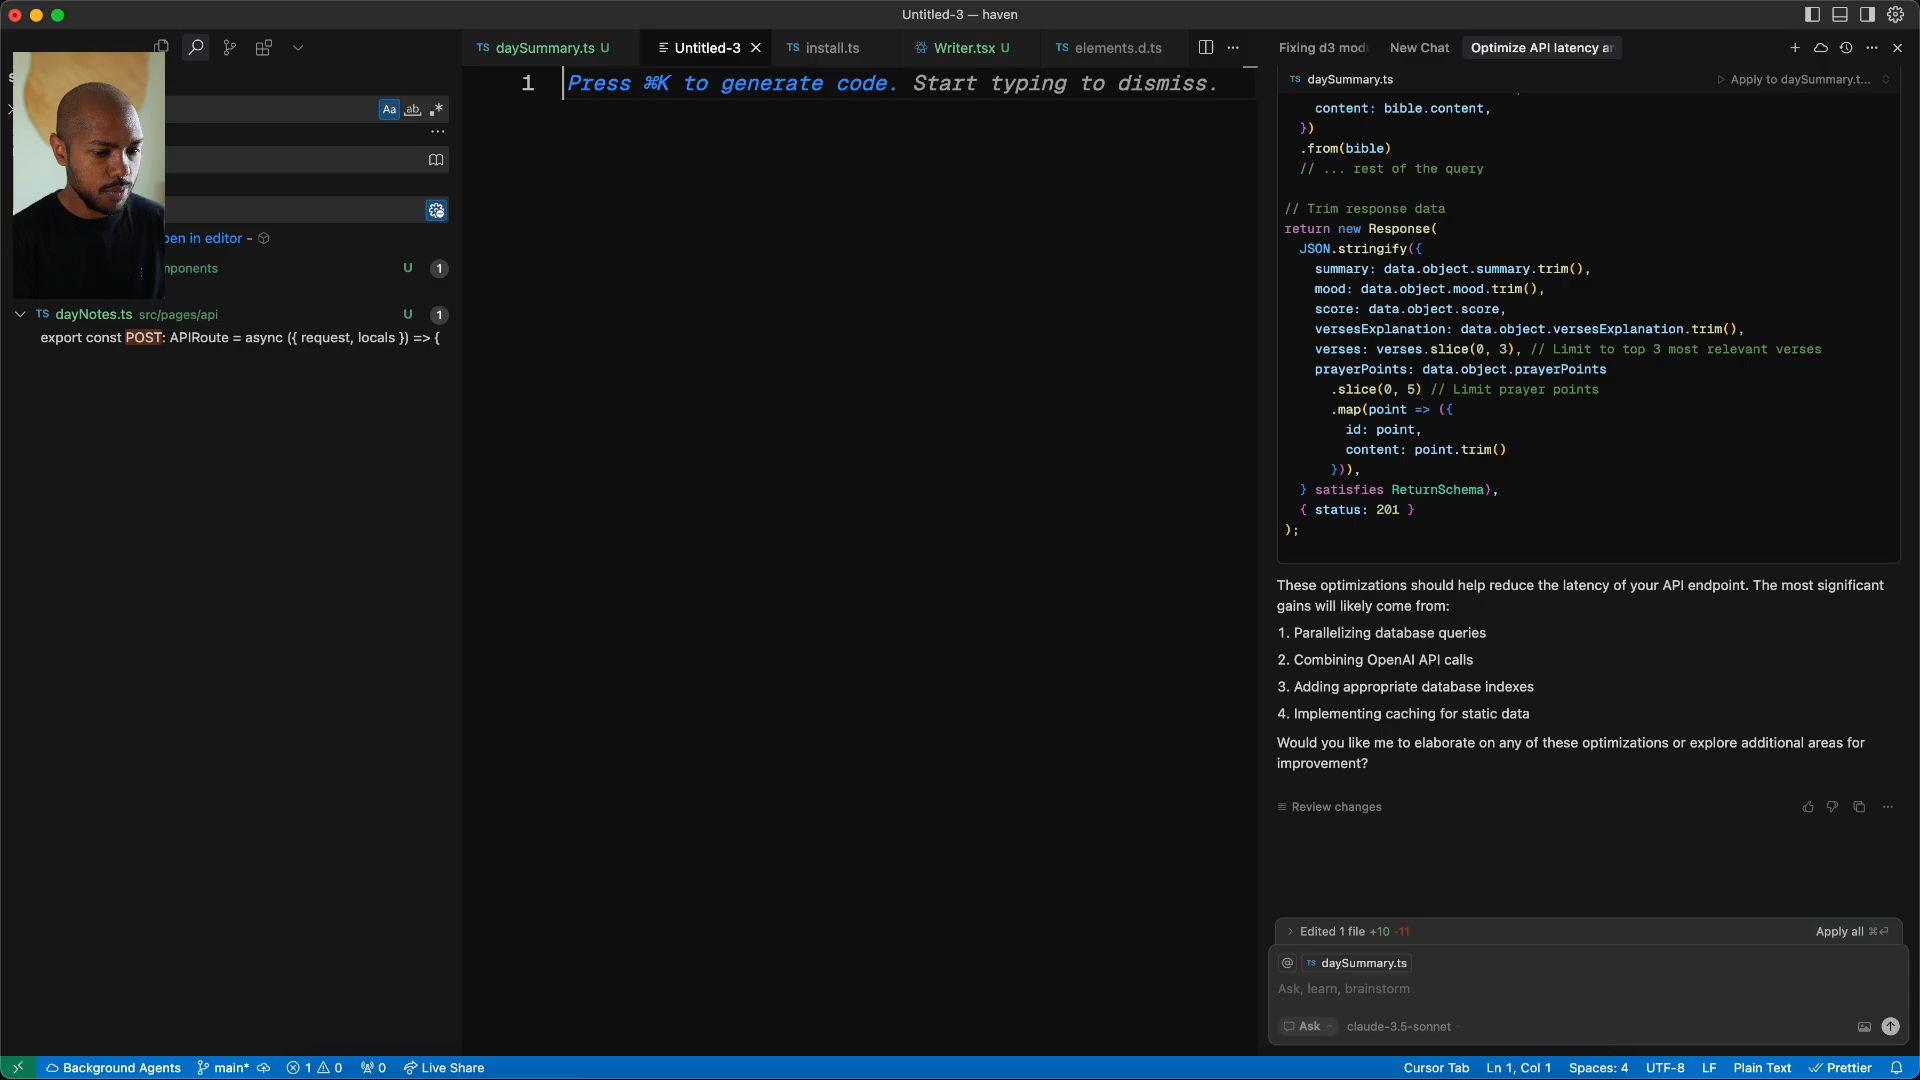 Untitled-3 — haven
TS daySummary.ts U
Untitled-3
TS install.ts
Writer.tsx U
TS elements.d.ts
Fixing d3 mod
New Chat
Optimize API latency ar
Aa
ab
1
Press ⌘K to generate code. Start typing to dismiss.
pen in editor -
mponents
U
1
TS dayNotes.ts src/pages/api
U
1
export const POST: APIRoute = async ({ request, locals }) => {
TS daySummary.ts
Apply to daySummary.t...
content: bible.content,
})
.from(bible)
// ... rest of the query
// Trim response data
return new Response(
JSON.stringify({
summary: data.object.summary.trim(),
mood: data.object.mood.trim(),
score: data.object.score,
versesExplanation: data.object.versesExplanation.trim(),
verses: verses.slice(0, 3), // Limit to top 3 most relevant verses
prayerPoints: data.object.prayerPoints
.slice(0, 5) // Limit prayer points
.map(point => ({
id: point,
content: point.trim()
})),
} satisfies ReturnSchema),
{ status: 201 }
);
These optimizations should help reduce the latency of your API endpoint. The most significant
gains will likely come from:
1. Parallelizing database queries
2. Combining OpenAI API calls
3. Adding appropriate database indexes
4. Implementing caching for static data
Would you like me to elaborate on any of these optimizations or explore additional areas for
improvement?
Review changes
Edited 1 file +10 -11
Apply all ⌘⏎
@ TS daySummary.ts
Ask, learn, brainstorm
Ask
claude-3.5-sonnet
Background Agents
main*
1
0
0
Live Share
Cursor Tab
Ln 1, Col 1
Spaces: 4
UTF-8
LF
Plain Text
Prettier